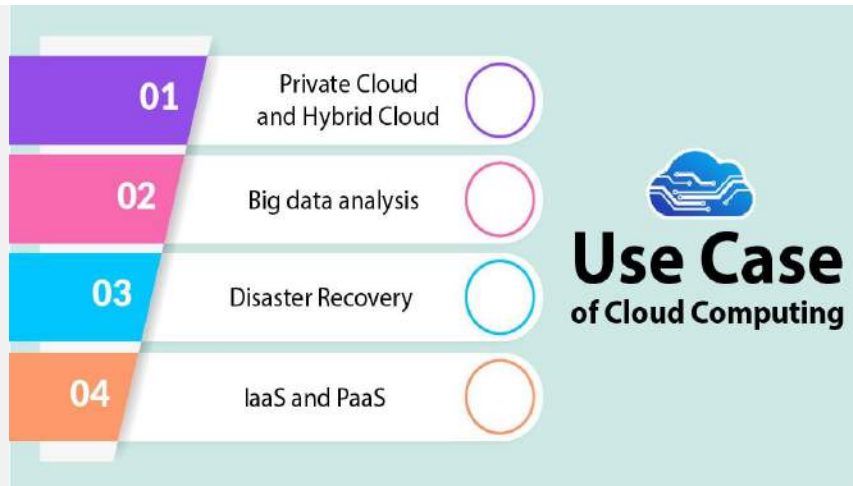 01
Private Cloud
and Hybrid Cloud
02
Big data analysis
03
Disaster Recovery
04
IaaS and PaaS
Use Case
of Cloud Computing